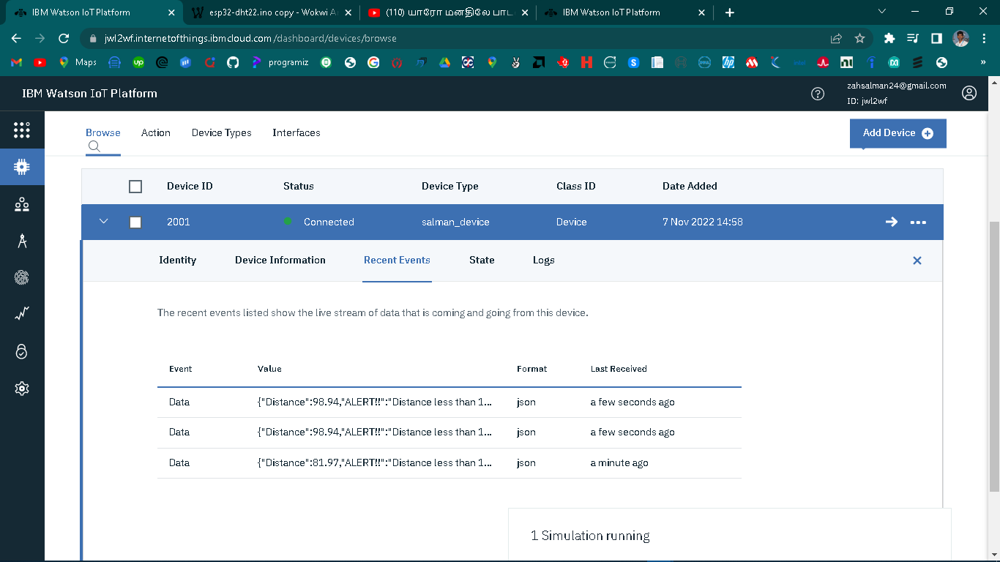 IBM Watson IoT Platform
esp32-dht22.ino copy - Wokwi A
(110) யாரோ மனதிலே பாட
IBM Watson IoT Platform
jwl2wf.internetofthings.ibmcloud.com/dashboard/devices/browse
Maps
programiz
IBM Watson IoT Platform
zahsalman24@gmail.com
ID: jwl2wf
Browse Action Device Types Interfaces
Add Device
Device ID Status Device Type Class ID Date Added
2001 Connected salman_device Device 7 Nov 2022 14:58
Identity Device Information Recent Events State Logs
The recent events listed show the live stream of data that is coming and going from this device.
Event Value Format Last Received
Data {"Distance":98.94,"ALERT!!":"Distance less than 1... json a few seconds ago
Data {"Distance":98.94,"ALERT!!":"Distance less than 1... json a few seconds ago
Data {"Distance":81.97,"ALERT!!":"Distance less than 1... json a minute ago
1 Simulation running